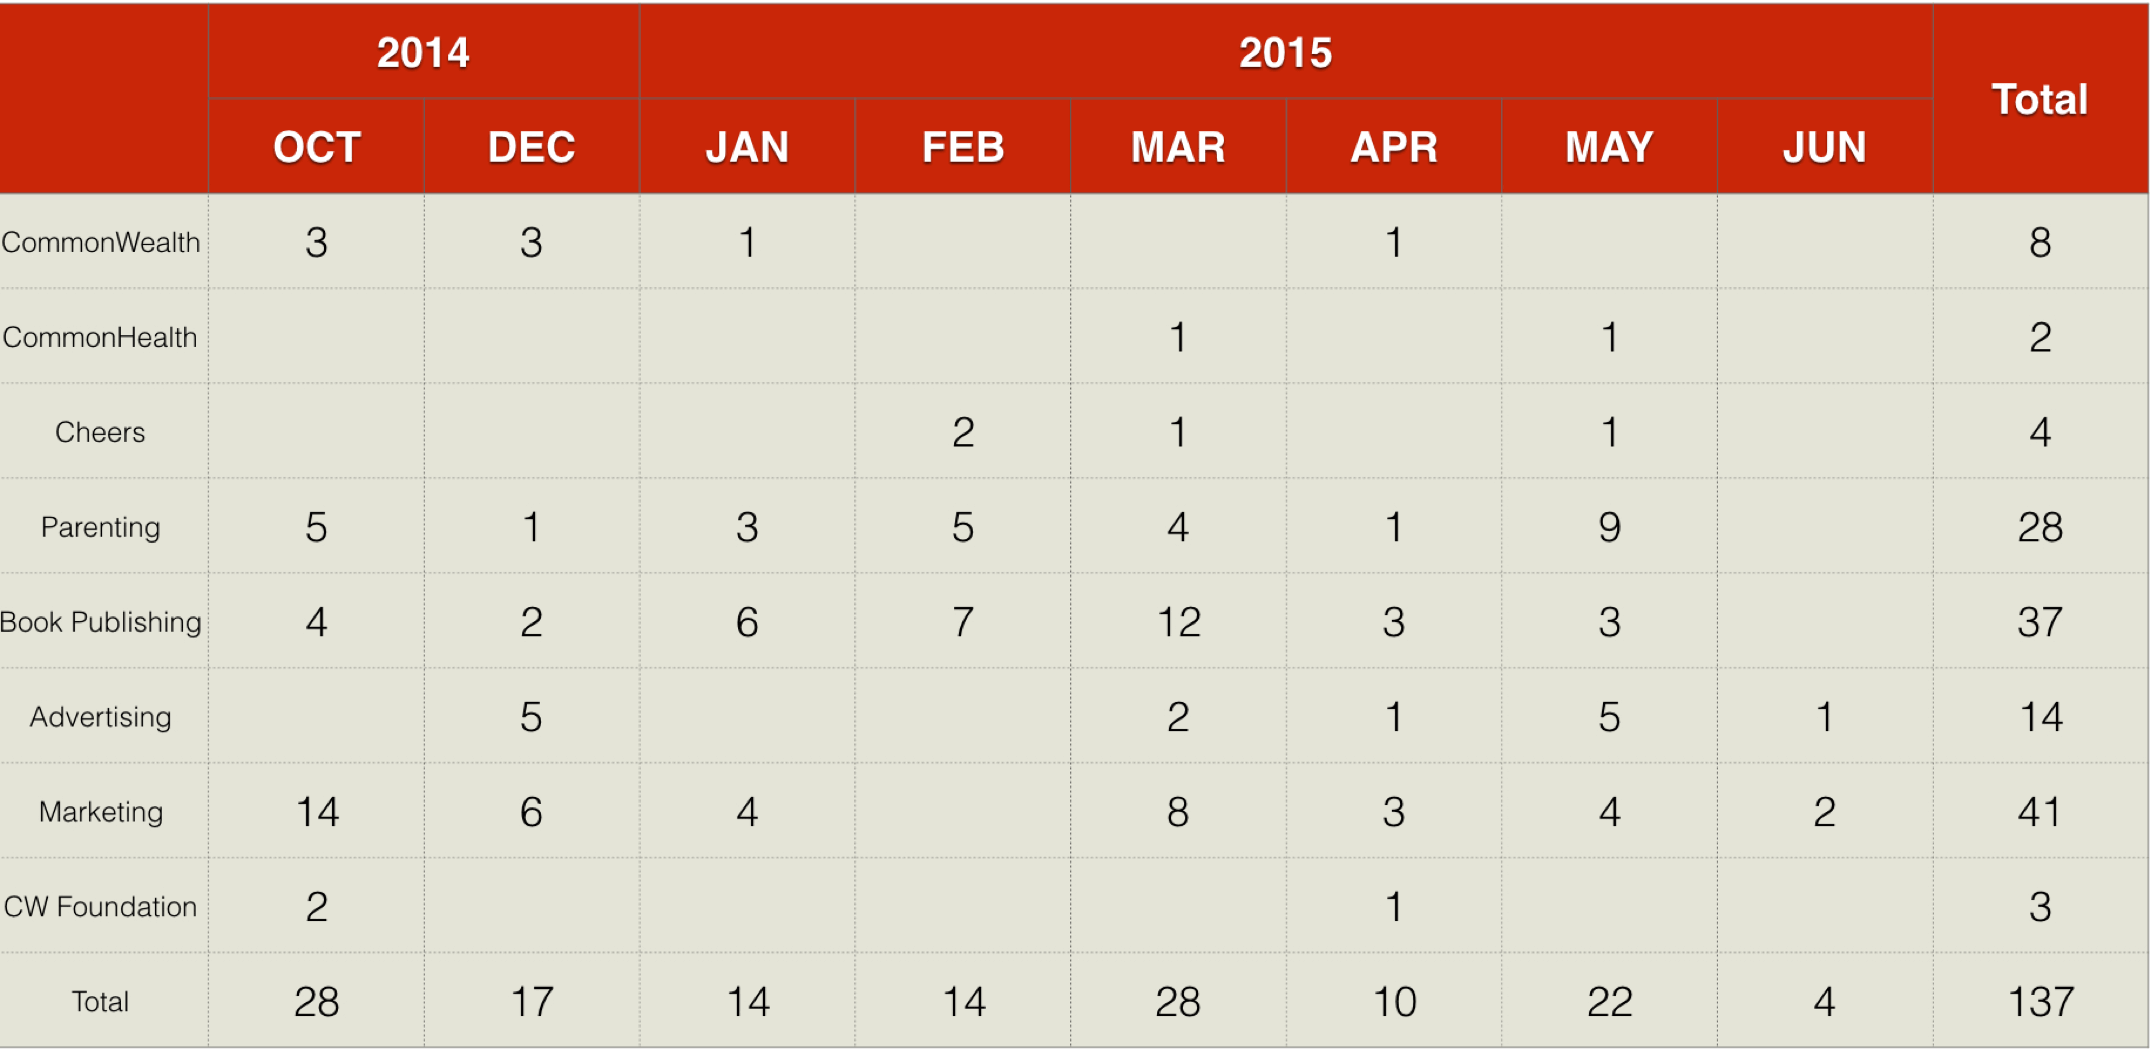 2014 2015 Total
OCT DEC JAN FEB MAR APR MAY JUN
CommonWealth 3 3 1 1 8
CommonHealth 1 1 2
Cheers 2 1 1 4
Parenting 5 1 3 5 4 1 9 28
Book Publishing 4 2 6 7 12 3 3 37
Advertising 5 2 1 5 1 14
Marketing 14 6 4 8 3 4 2 41
CW Foundation 2 1 3
Total 28 17 14 14 28 10 22 4 137